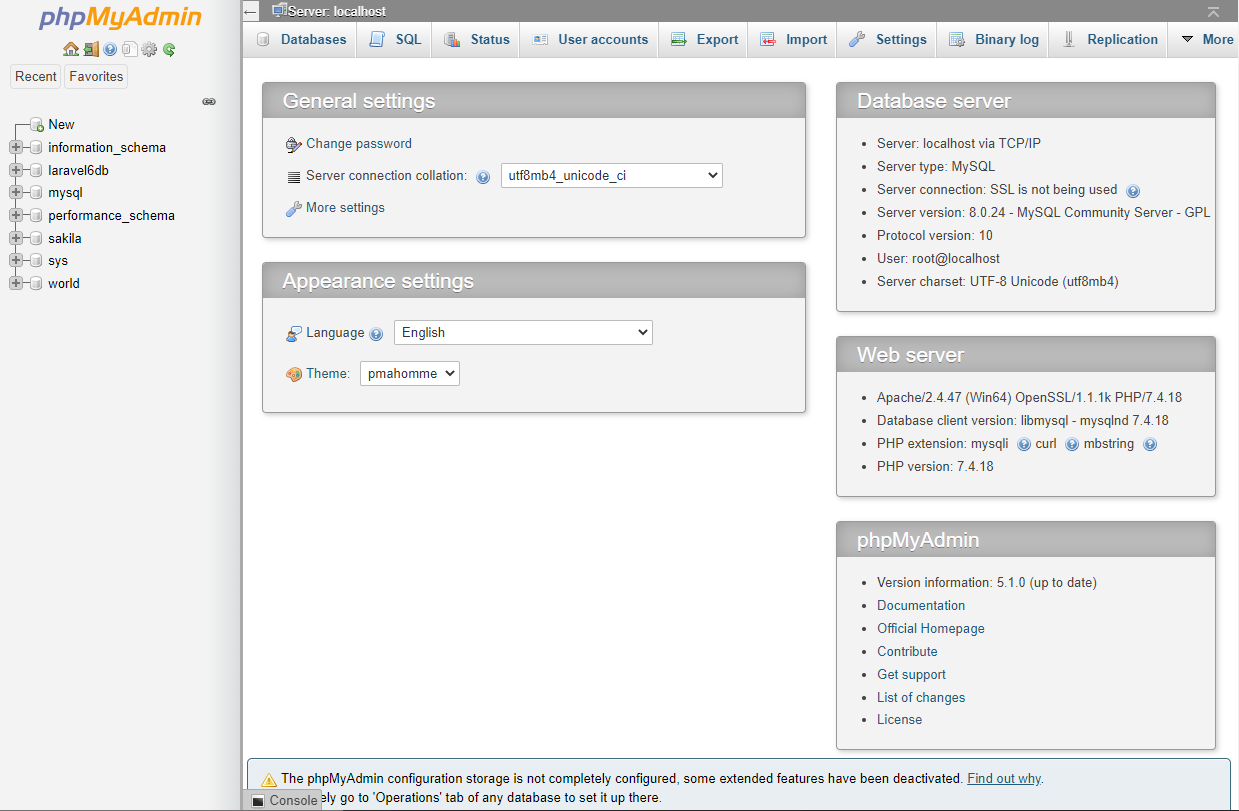 phpMyAdmin
Recent Favorites
New
information_schema
laravel6db
mysql
performance_schema
sakila
sys
world
Server: localhost
Databases SQL Status User accounts Export Import Settings Binary log Replication More
General settings
Change password
Server connection collation: utf8mb4_unicode_ci
More settings
Appearance settings
Language English
Theme: pmahomme
Database server
Server: localhost via TCP/IP
Server type: MySQL
Server connection: SSL is not being used
Server version: 8.0.24 - MySQL Community Server - GPL
Protocol version: 10
User: root@localhost
Server charset: UTF-8 Unicode (utf8mb4)
Web server
Apache/2.4.47 (Win64) OpenSSL/1.1.1k PHP/7.4.18
Database client version: libmysql - mysqlnd 7.4.18
PHP extension: mysqli curl mbstring
PHP version: 7.4.18
phpMyAdmin
Version information: 5.1.0 (up to date)
Documentation
Official Homepage
Contribute
Get support
List of changes
License
The phpMyAdmin configuration storage is not completely configured, some extended features have been deactivated. Find out why.
go to 'Operations' tab of any database to set it up there.
Console